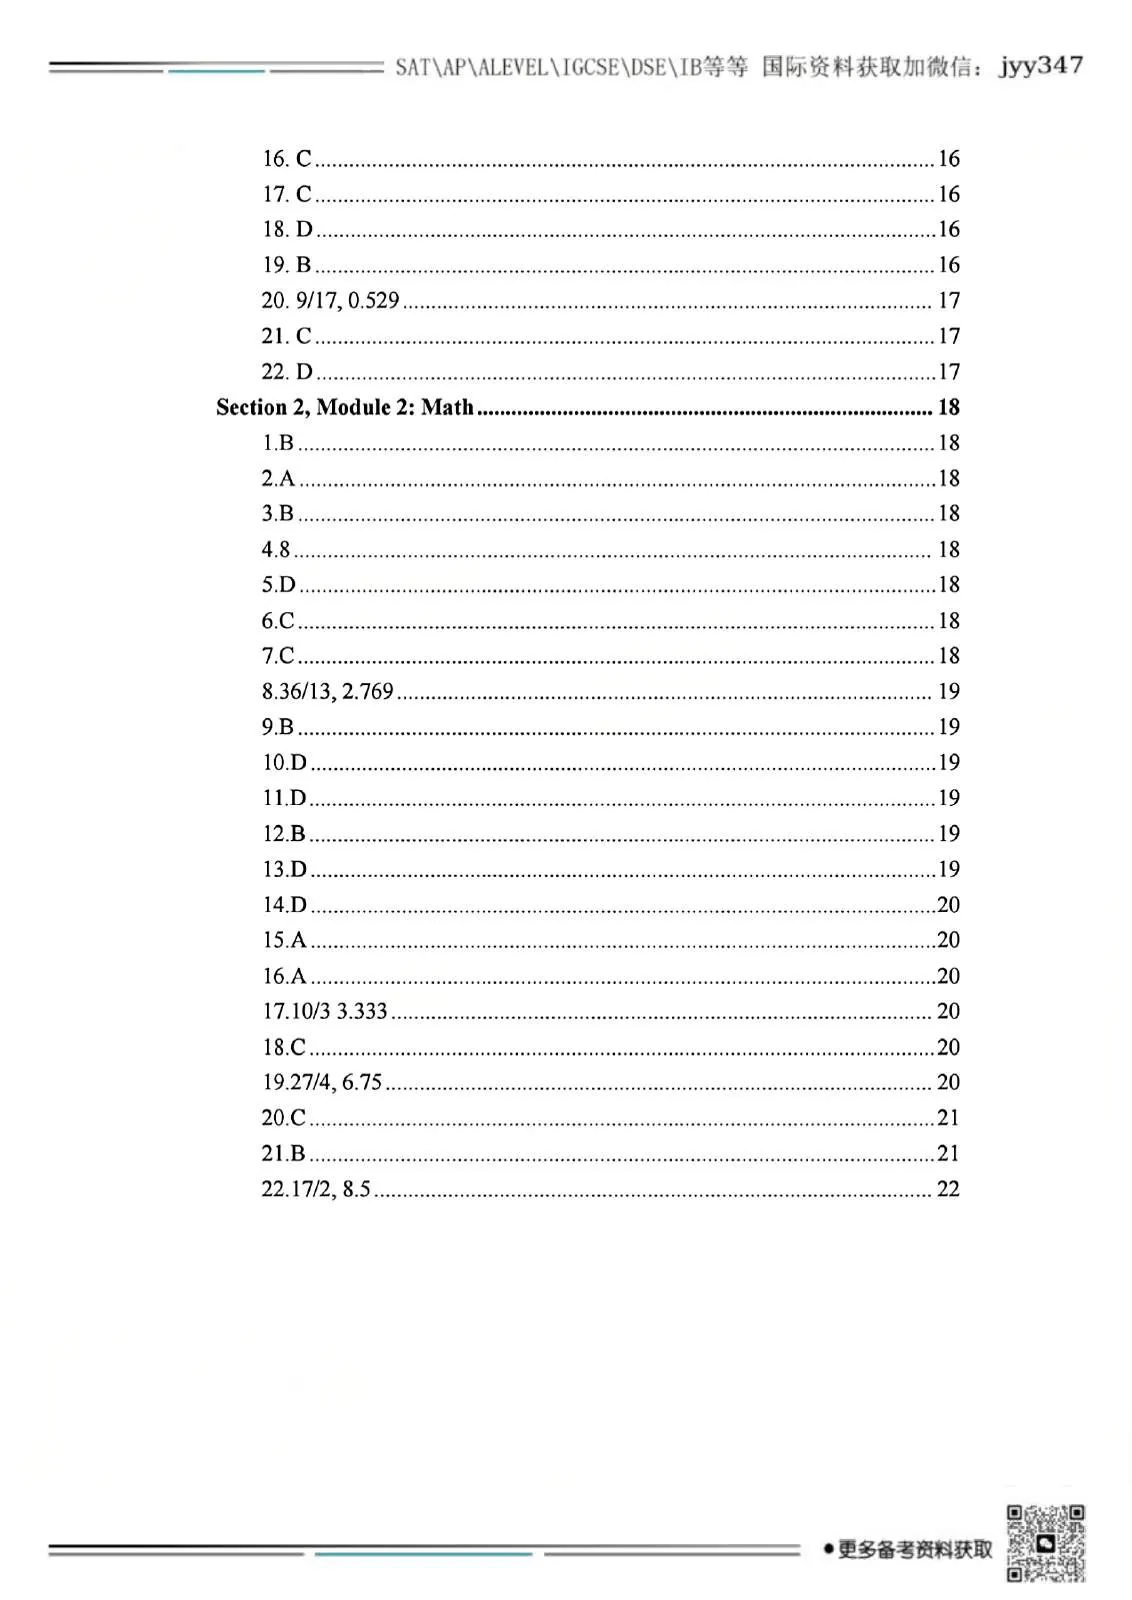 SAT\AP\ALEVEL\IGCSE\DSE\IB等等 国际资料获取加微信: jyy347
16. C 16
17. C 16
18. D 16
19. B 16
20. 9/17, 0.529 17
21. C 17
22. D 17
Section 2, Module 2: Math 18
1.B 18
2.A 18
3.B 18
4.8 18
5.D 18
6.C 18
7.C 18
8.36/13, 2.769 19
9.B 19
10.D 19
11.D 19
12.B 19
13.D 19
14.D 20
15.A 20
16.A 20
17.10/3 3.333 20
18.C 20
19.27/4, 6.75 20
20.C 21
21.B 21
22.17/2, 8.5 22
●更多备考资料获取